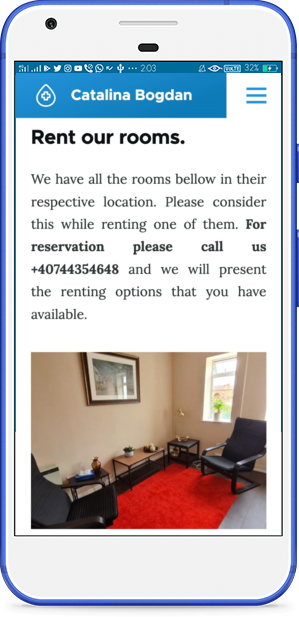 2:03
VOLTE
32%
Catalina Bogdan
Rent our rooms.
We have all the rooms bellow in their
respective location. Please consider
this while renting one of them. For
reservation please call us
+40744354648 and we will present
the renting options that you have
available.